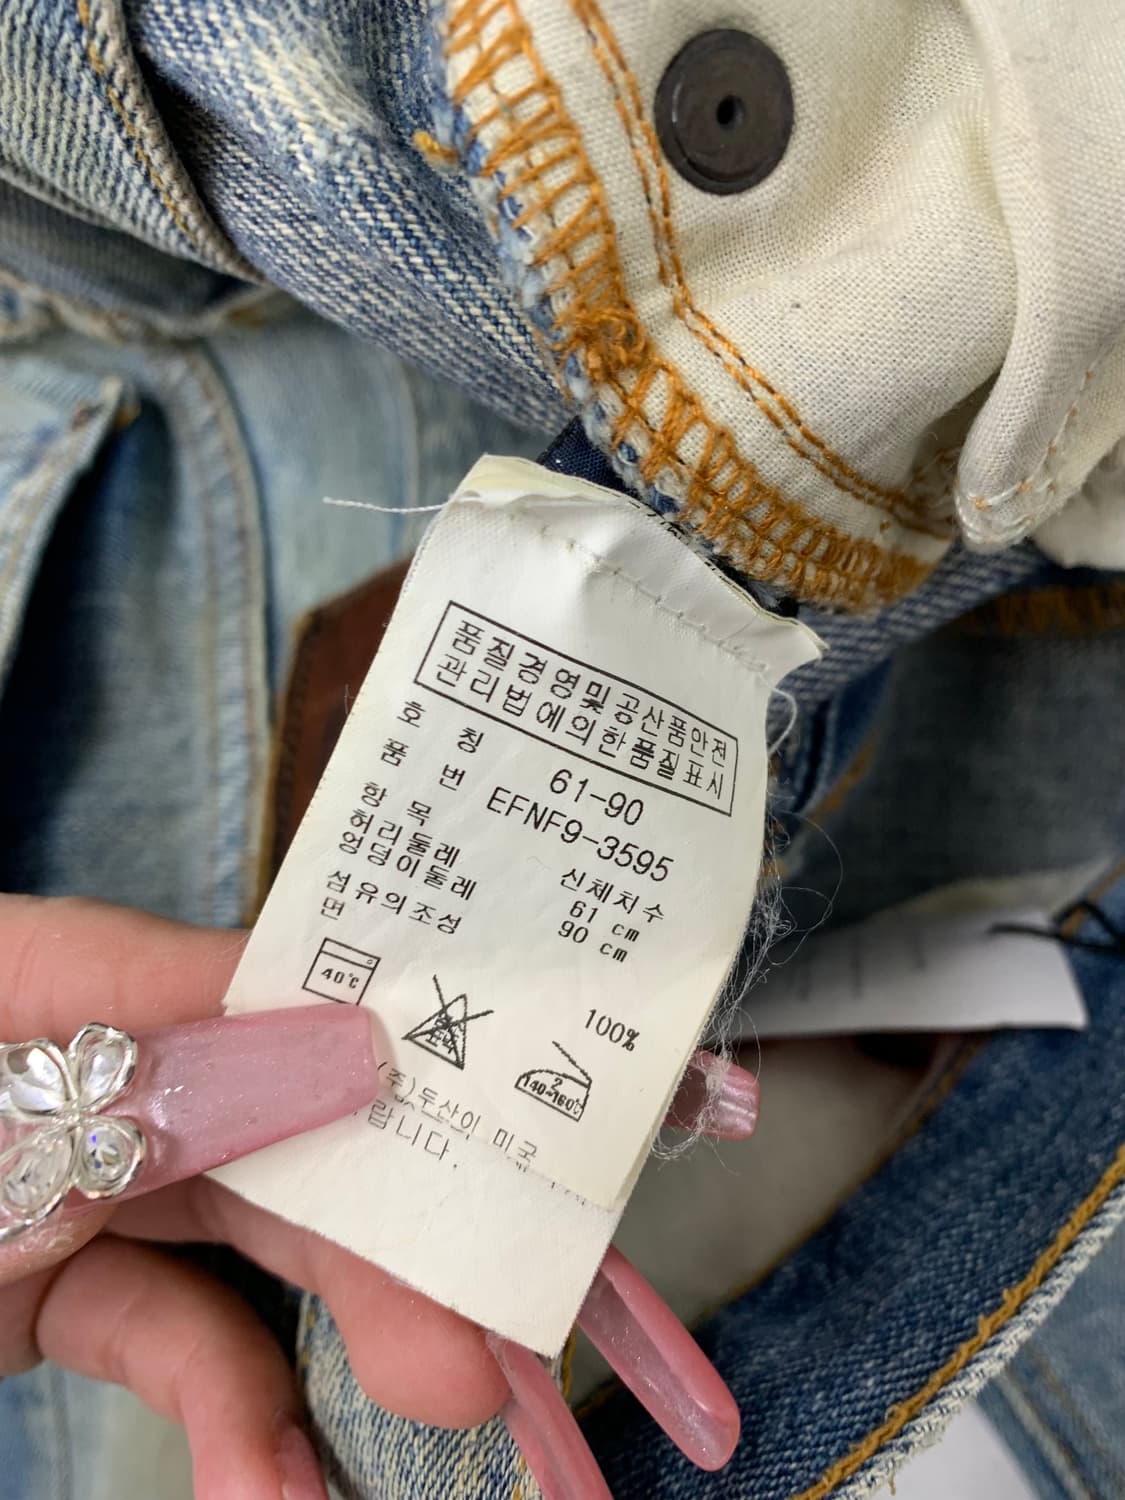 품질경영및공산품안전
관리법에의한품질표시
호 칭 61-90
품 번 EFNF9-3595
항 목 신체치수
허리둘레 61 cm
엉덩이둘레 90 cm
섬유의조성
면 100%
40℃
2
140~160℃
(주)두산이 미국
랍니다.